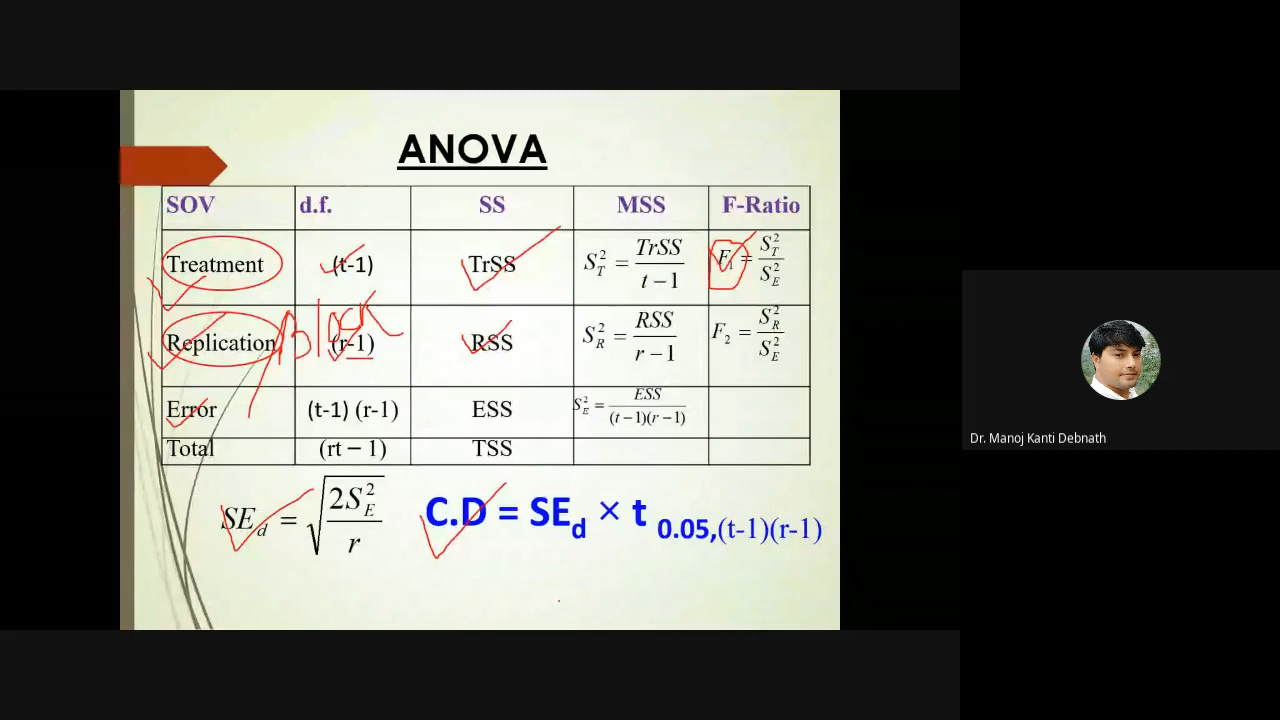 ANOVA
SOV d.f. SS MSS F-Ratio
Treatment (t-1) TrSS S_T^2 = TrSS / (t − 1) F_1 = S_T^2 / S_E^2
Replication / Block (r-1) RSS S_R^2 = RSS / (r − 1) F_2 = S_R^2 / S_E^2
Error (t-1) (r-1) ESS S_E^2 = ESS / (t−1)(r−1)
Total (rt − 1) TSS
SE_d = √(2S_E^2 / r) C.D = SE_d × t 0.05,(t-1)(r-1)
Dr. Manoj Kanti Debnath